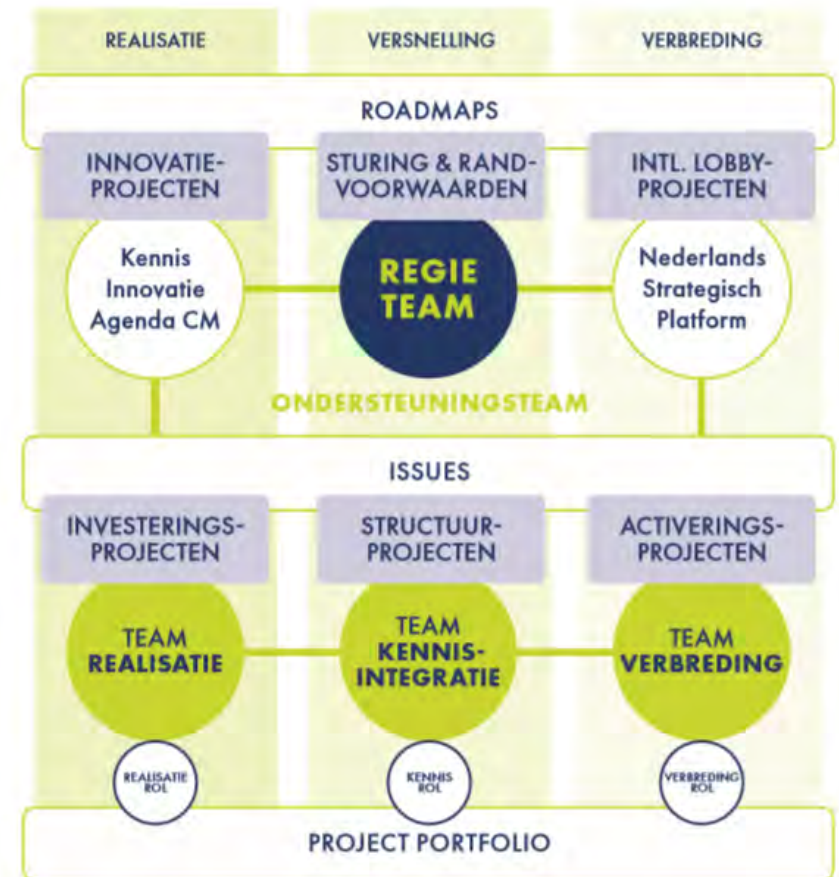 REALISATIE
VERSNELLING
VERBREDING
ROADMAPS
INNOVATIE-
PROJECTEN
STURING & RAND-
VOORWAARDEN
INTL. LOBBY-
PROJECTEN
Kennis
Innovatie
Agenda CM
REGIE
TEAM
Nederlands
Strategisch
Platform
ONDERSTEUNINGSTEAM
ISSUES
INVESTERINGS-
PROJECTEN
STRUCTUUR-
PROJECTEN
ACTIVERINGS-
PROJECTEN
TEAM
REALISATIE
TEAM
KENNIS-
INTEGRATIE
TEAM
VERBREDING
REALISATIE
ROL
KENNIS
ROL
VERBREDING
ROL
PROJECT PORTFOLIO